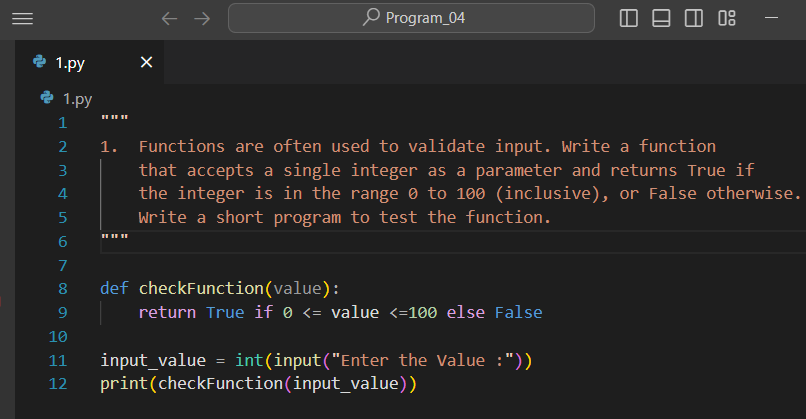 Program_04
1.py
1.py
1 """
2 1. Functions are often used to validate input. Write a function
3 that accepts a single integer as a parameter and returns True if
4 the integer is in the range 0 to 100 (inclusive), or False otherwise.
5 Write a short program to test the function.
6 """
7
8 def checkFunction(value):
9 return True if 0 <= value <=100 else False
10
11 input_value = int(input("Enter the Value :"))
12 print(checkFunction(input_value))